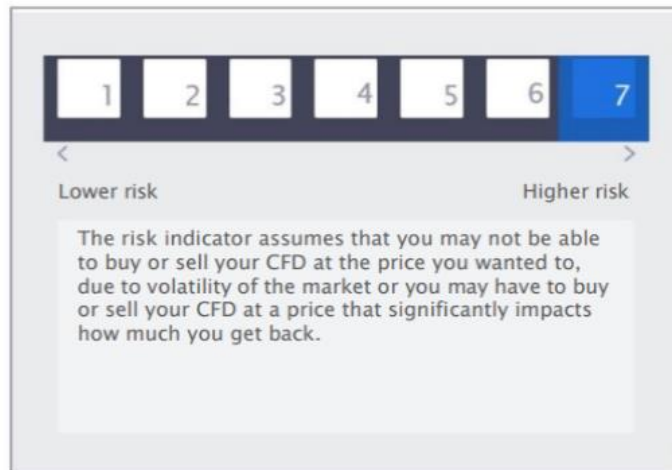 1 2 3 4 5 6 7
< >
Lower risk Higher risk
The risk indicator assumes that you may not be able
to buy or sell your CFD at the price you wanted to,
due to volatility of the market or you may have to buy
or sell your CFD at a price that significantly impacts
how much you get back.